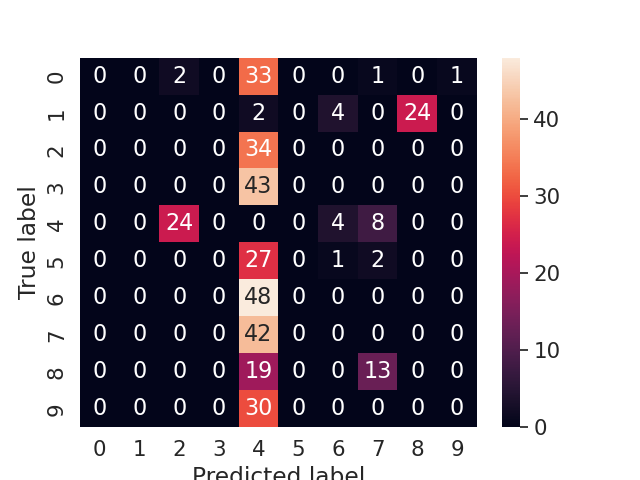 0 0 0 2 0 33 0 0 1 0 1
1 0 0 0 0 2 0 4 0 24 0
2 0 0 0 0 34 0 0 0 0 0
3 0 0 0 0 43 0 0 0 0 0
4 0 0 24 0 0 0 4 8 0 0
5 0 0 0 0 27 0 1 2 0 0
6 0 0 0 0 48 0 0 0 0 0
7 0 0 0 0 42 0 0 0 0 0
8 0 0 0 0 19 0 0 13 0 0
9 0 0 0 0 30 0 0 0 0 0
0 1 2 3 4 5 6 7 8 9
Predicted label
True label
40
30
20
10
0